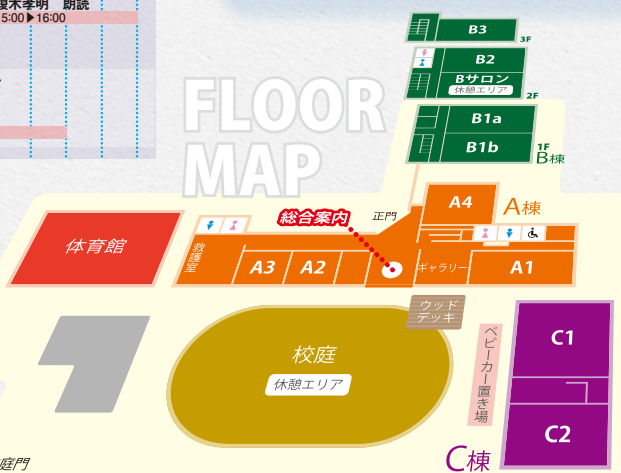 榎木孝明 朗読
5:00▶16:00
FLOOR
MAP
B3
3F
B2
Bサロン
休憩エリア
2F
B1a
B1b
1F
B棟
A4
A棟
総合案内
正門
体育館
救護室
A3
A2
ギャラリー
A1
ウッド
デッキ
校庭
休憩エリア
ベビーカー置き場
C1
C2
C棟
庭門